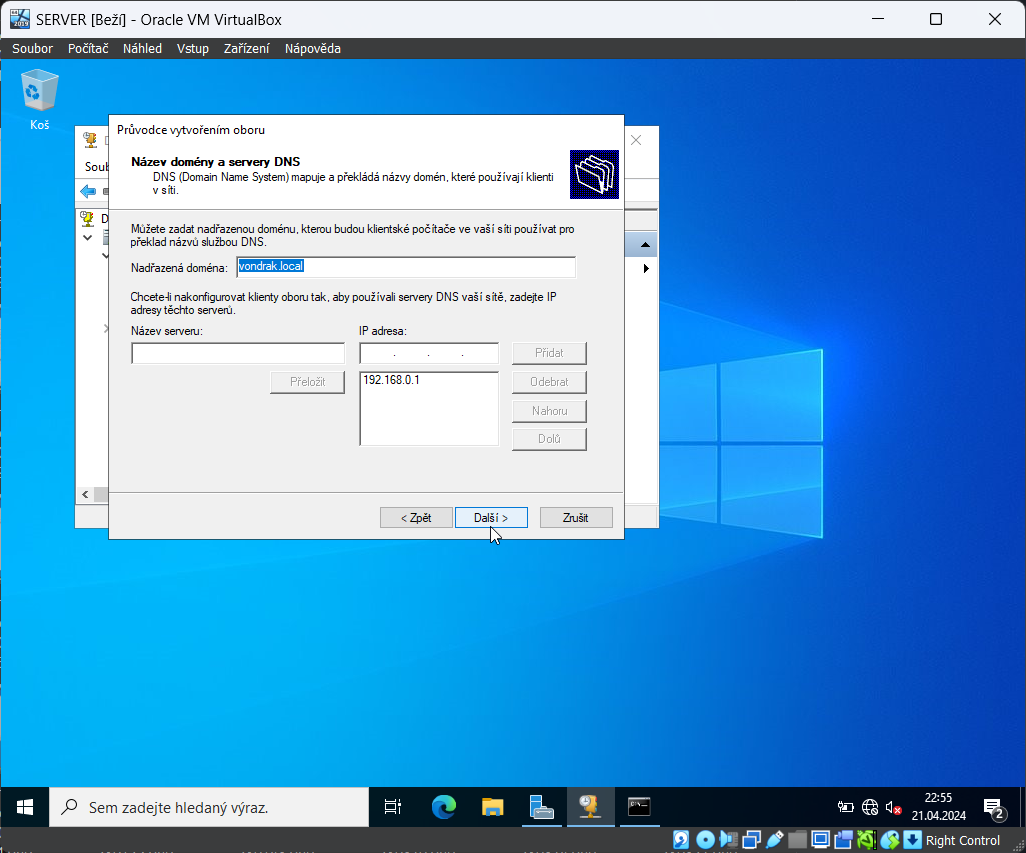 SERVER [Beží] - Oracle VM VirtualBox
Soubor Počítač Náhled Vstup Zařízení Nápověda
Koš
Průvodce vytvořením oboru
Název domény a servery DNS
DNS (Domain Name System) mapuje a překládá názvy domén, které používají klienti
v síti.
Můžete zadat nadřazenou doménu, kterou budou klientské počítače ve vaší síti používat pro
překlad názvů službou DNS.
Nadřazená doména: vondrak.local
Chcete-li nakonfigurovat klienty oboru tak, aby používali servery DNS vaší sítě, zadejte IP
adresy těchto serverů.
Název serveru: IP adresa:
. . . Přidat
Přeložit 192.168.0.1 Odebrat
Nahoru
Dolů
< Zpět Další > Zrušit
Sem zadejte hledaný výraz.
22:55
21.04.2024
2
Right Control